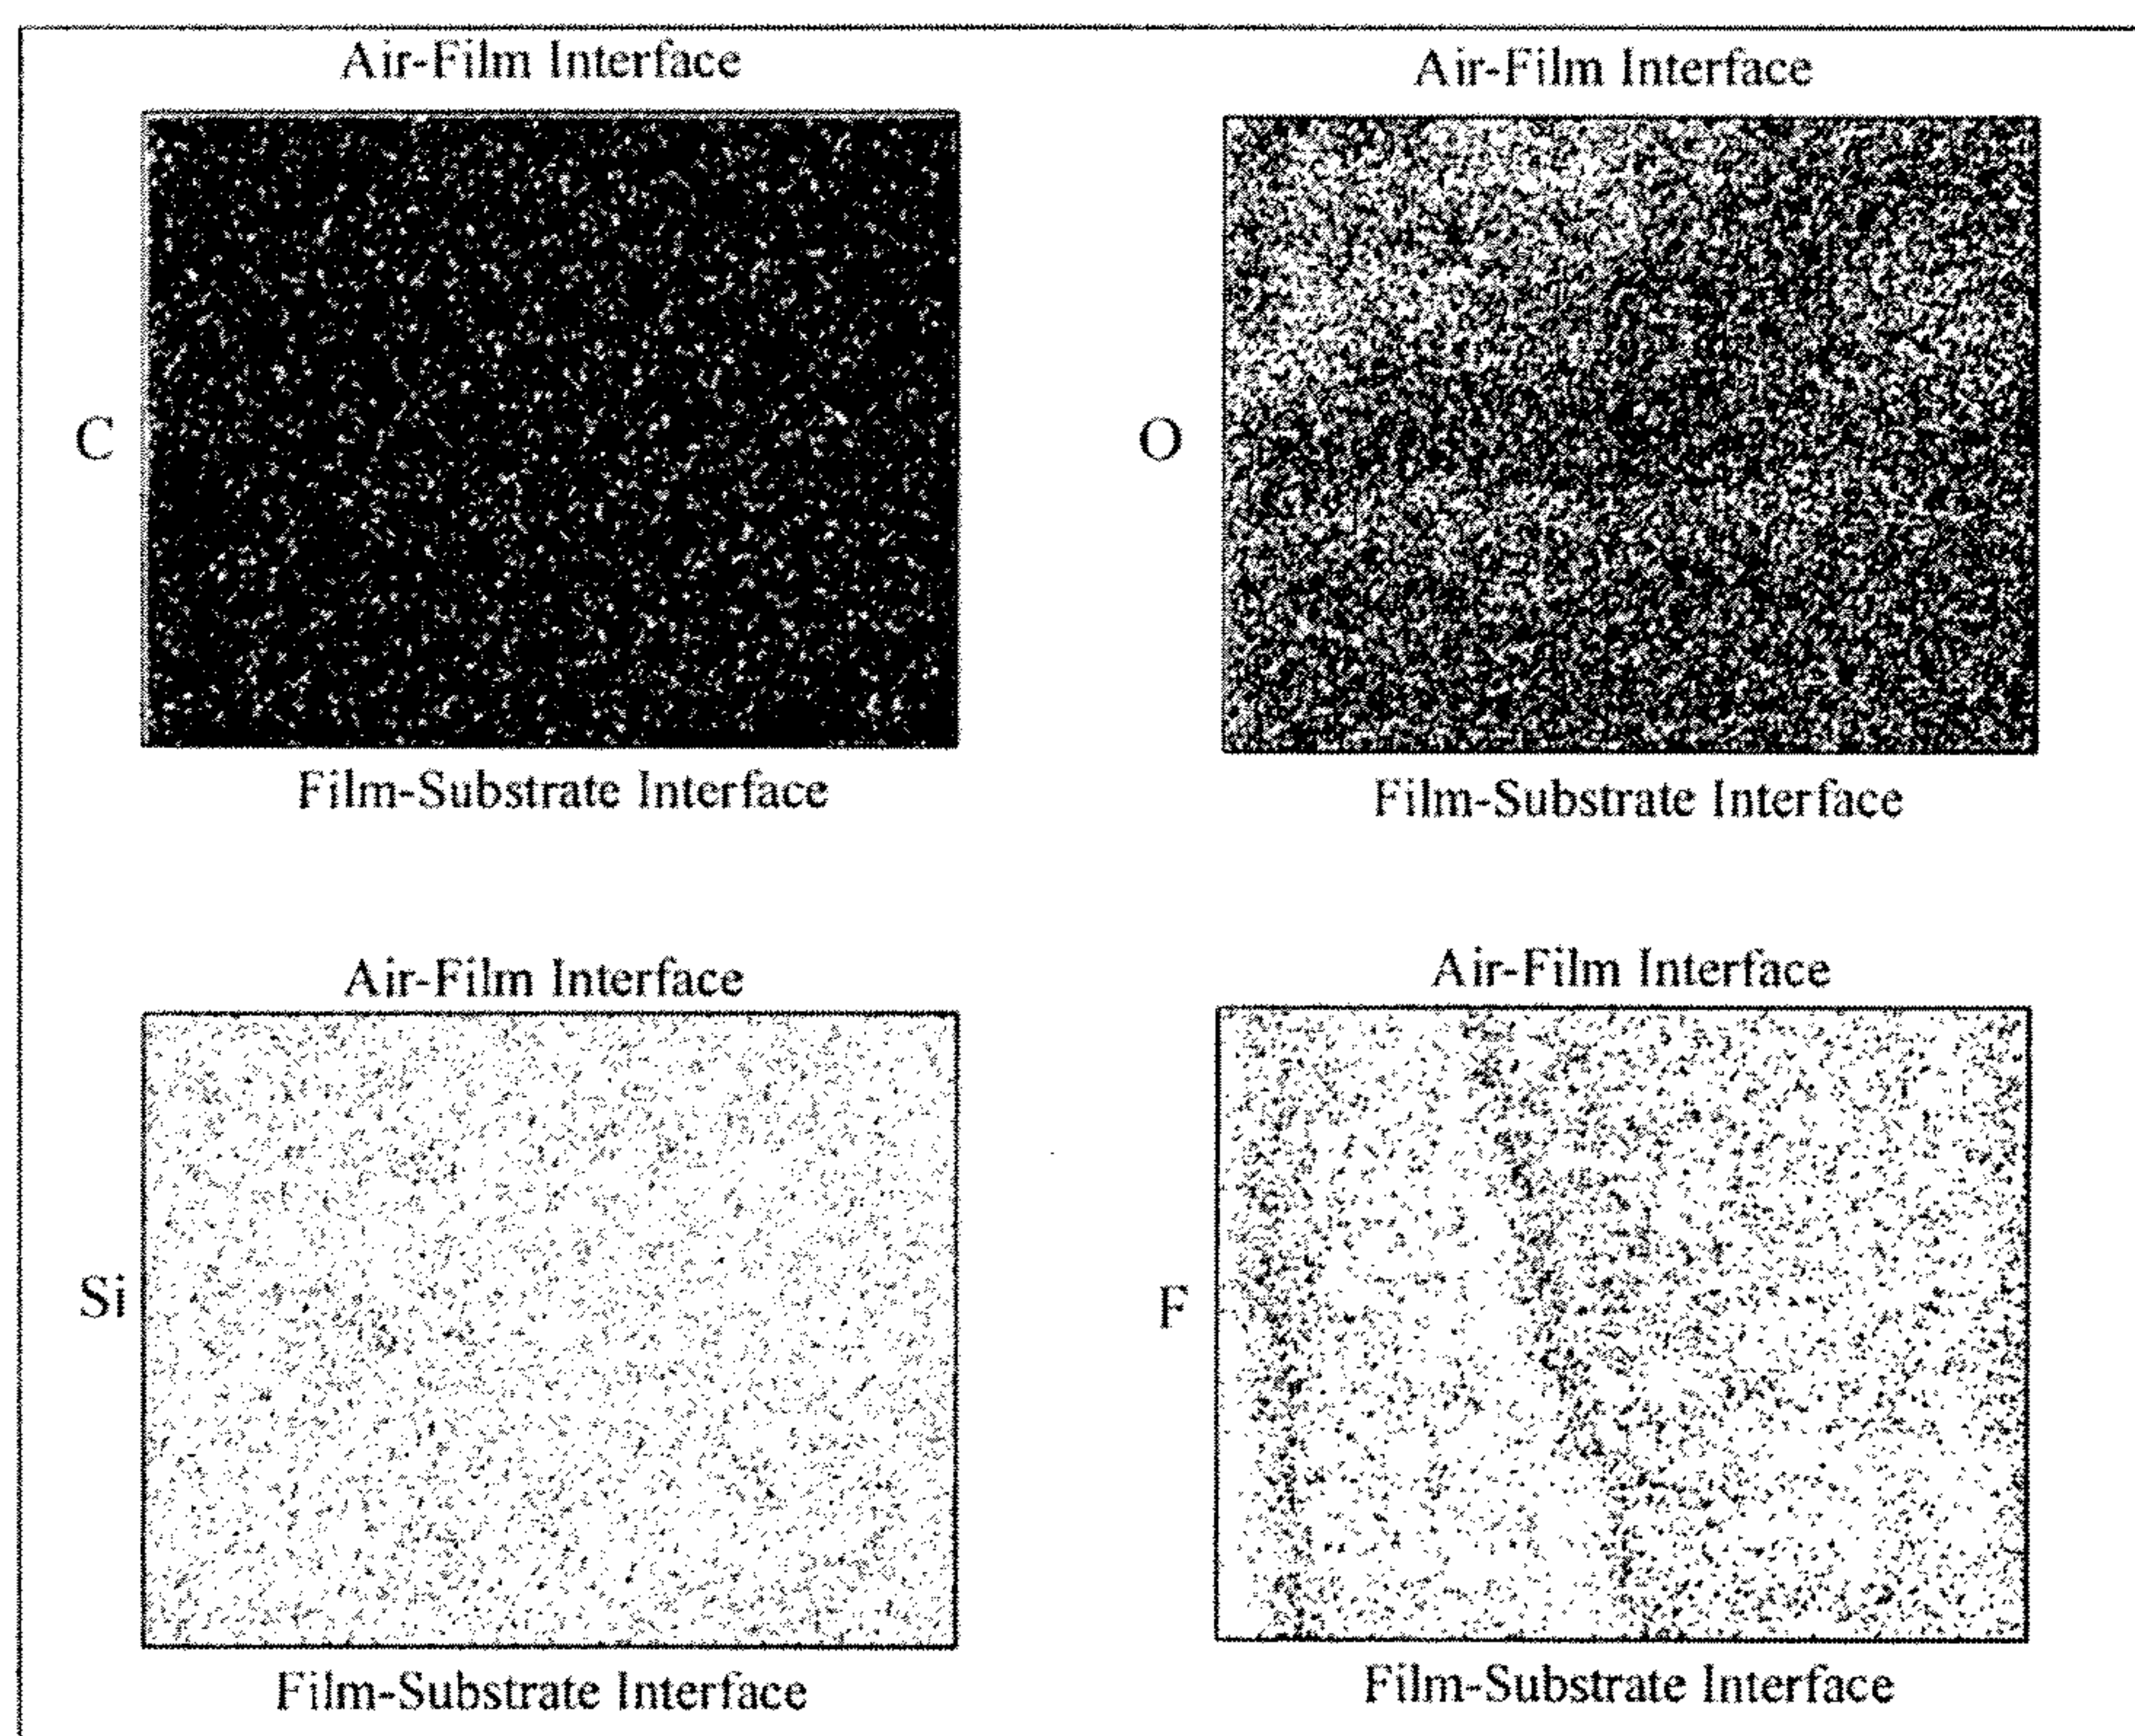 Air-Film Interface
Air-Film Interface
C
O
Film-Substrate Interface
Film-Substrate Interface
Air-Film Interface
Air-Film Interface
Si
F
Film-Substrate Interface
Film-Substrate Interface